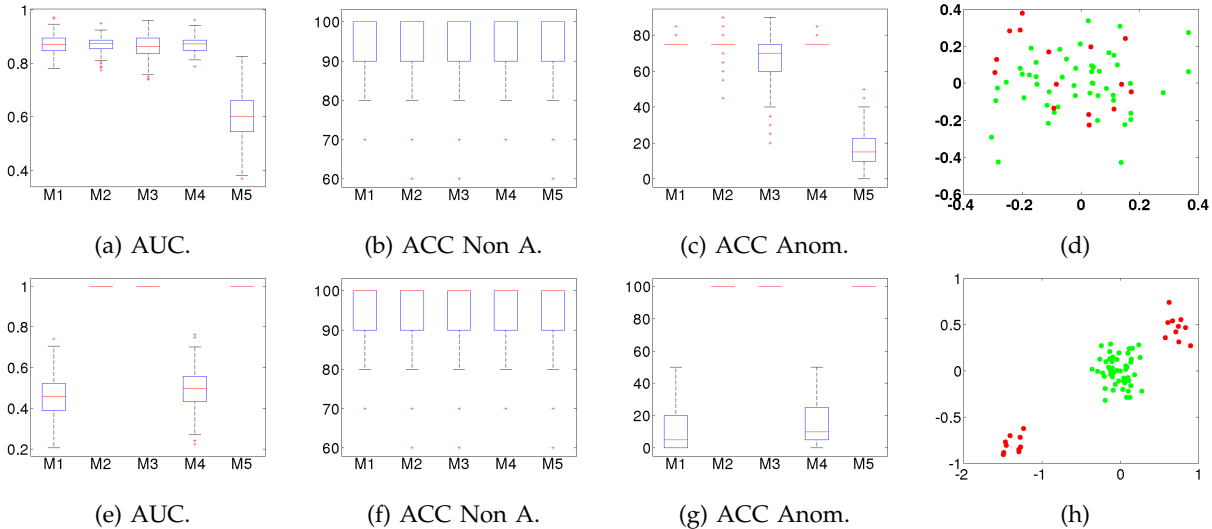 1
0.8
0.6
0.4
M1 M2 M3 M4 M5
(a) AUC.
100
90
80
70
60
M1 M2 M3 M4 M5
(b) ACC Non A.
80
60
40
20
0
M1 M2 M3 M4 M5
(c) ACC Anom.
0.4
0.2
0
-0.2
-0.4
-0.6
-0.4 -0.2 0 0.2 0.4
(d)
1
0.8
0.6
0.4
0.2
M1 M2 M3 M4 M5
(e) AUC.
100
90
80
70
60
M1 M2 M3 M4 M5
(f) ACC Non A.
100
80
60
40
20
0
M1 M2 M3 M4 M5
(g) ACC Anom.
1
0.5
0
-0.5
-1
-2 -1 0 1
(h)